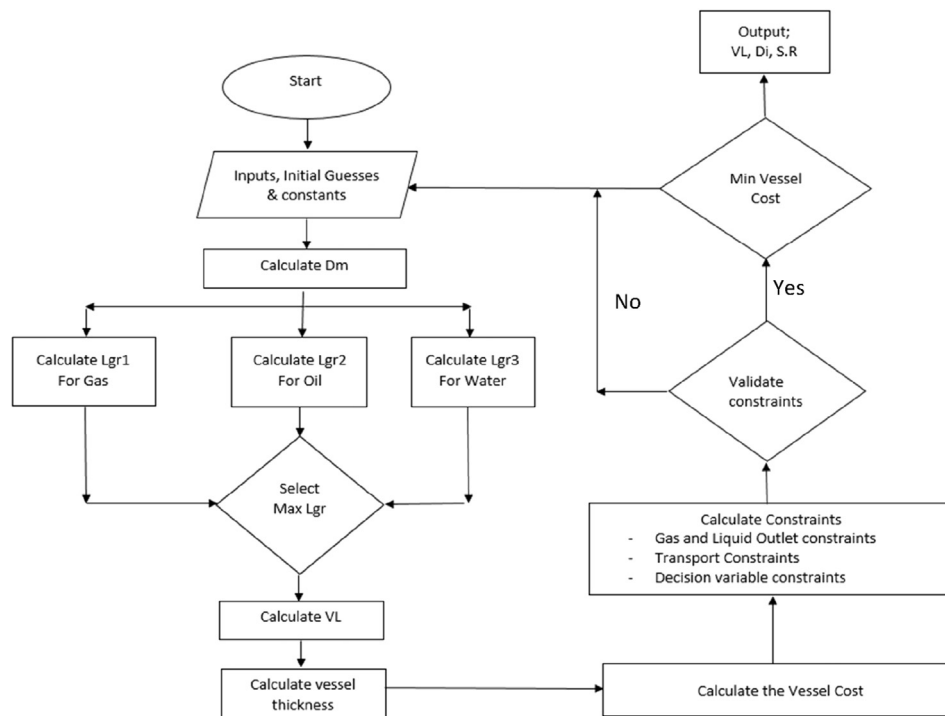 Start
Inputs, Initial Guesses
& constants
Calculate Dm
Calculate Lgr1
For Gas
Calculate Lgr2
For Oil
Calculate Lgr3
For Water
Select
Max Lgr
Calculate VL
Calculate vessel
thickness
Calculate the Vessel Cost
Calculate Constraints
- Gas and Liquid Outlet constraints
- Transport Constraints
- Decision variable constraints
Validate
constraints
No
Yes
Min Vessel
Cost
Output;
VL, Di, S.R